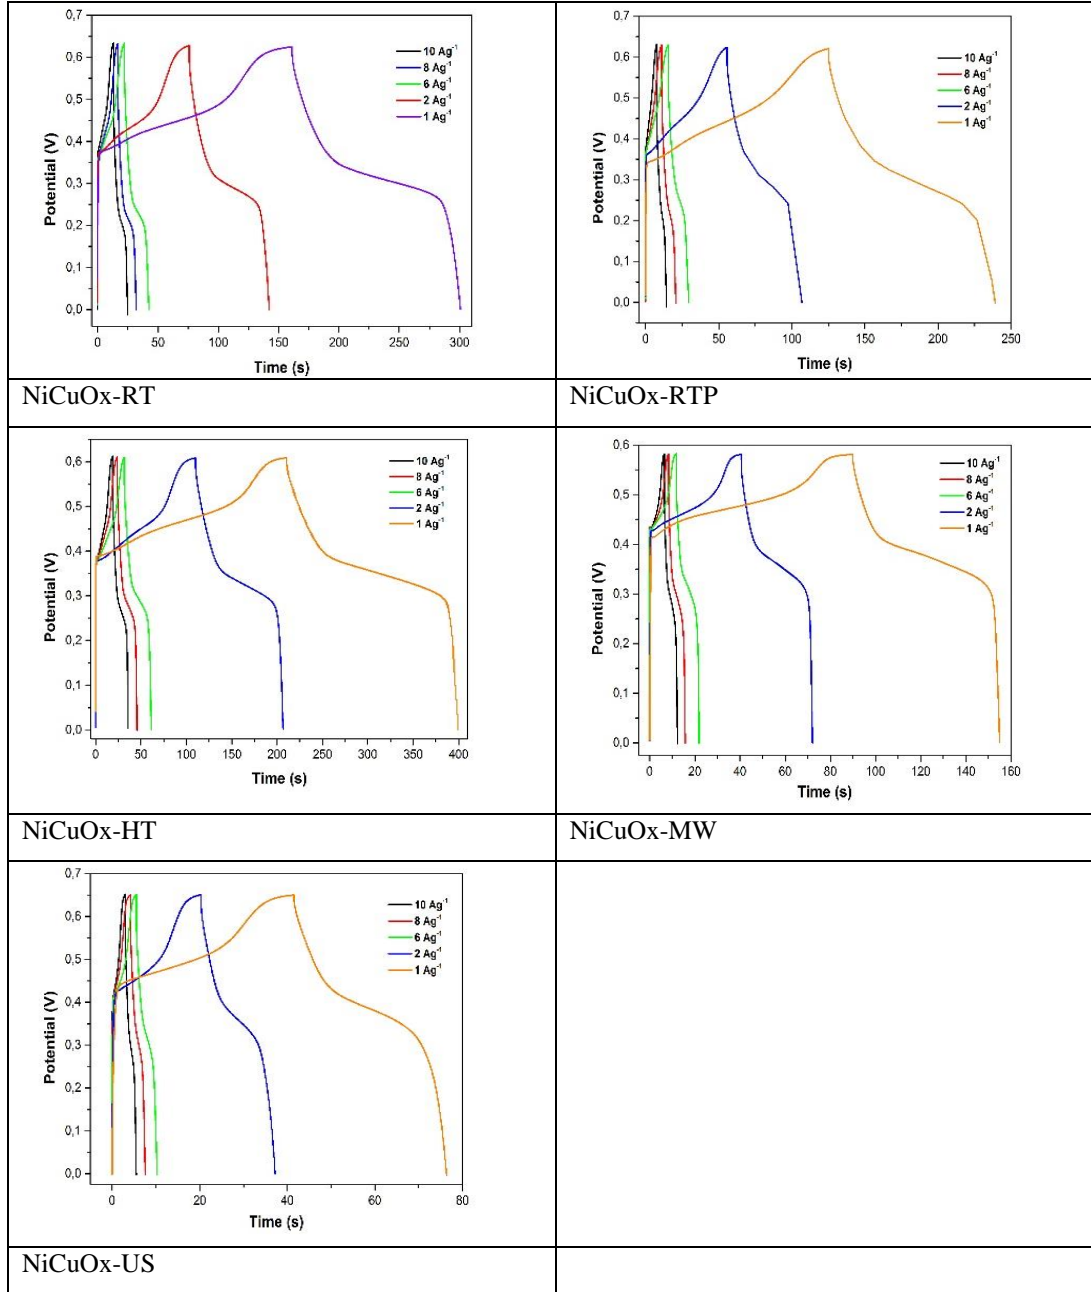 0,7
0,6
0,5
0,4
0,3
0,2
0,1
0,0
Potential (V)
10 Ag-1
8 Ag-1
6 Ag-1
2 Ag-1
1 Ag-1
0
50
100
150
200
250
300
Time (s)
0,7
0,6
0,5
0,4
0,3
0,2
0,1
0,0
Potential (V)
10 Ag-1
8 Ag-1
6 Ag-1
2 Ag-1
1 Ag-1
0
50
100
150
200
250
Time (s)
NiCuOx-RT
NiCuOx-RTP
0,6
0,5
0,4
0,3
0,2
0,1
0,0
Potential (V)
10 Ag-1
8 Ag-1
6 Ag-1
2 Ag-1
1 Ag-1
0
50
100
150
200
250
300
350
400
Time (s)
0,6
0,5
0,4
0,3
0,2
0,1
0,0
Potential (V)
10 Ag-1
8 Ag-1
6 Ag-1
2 Ag-1
1 Ag-1
0
20
40
60
80
100
120
140
160
Time (s)
NiCuOx-HT
NiCuOx-MW
0,7
0,6
0,5
0,4
0,3
0,2
0,1
0,0
Potential (V)
10 Ag-1
8 Ag-1
6 Ag-1
2 Ag-1
1 Ag-1
0
20
40
60
80
Time (s)
NiCuOx-US